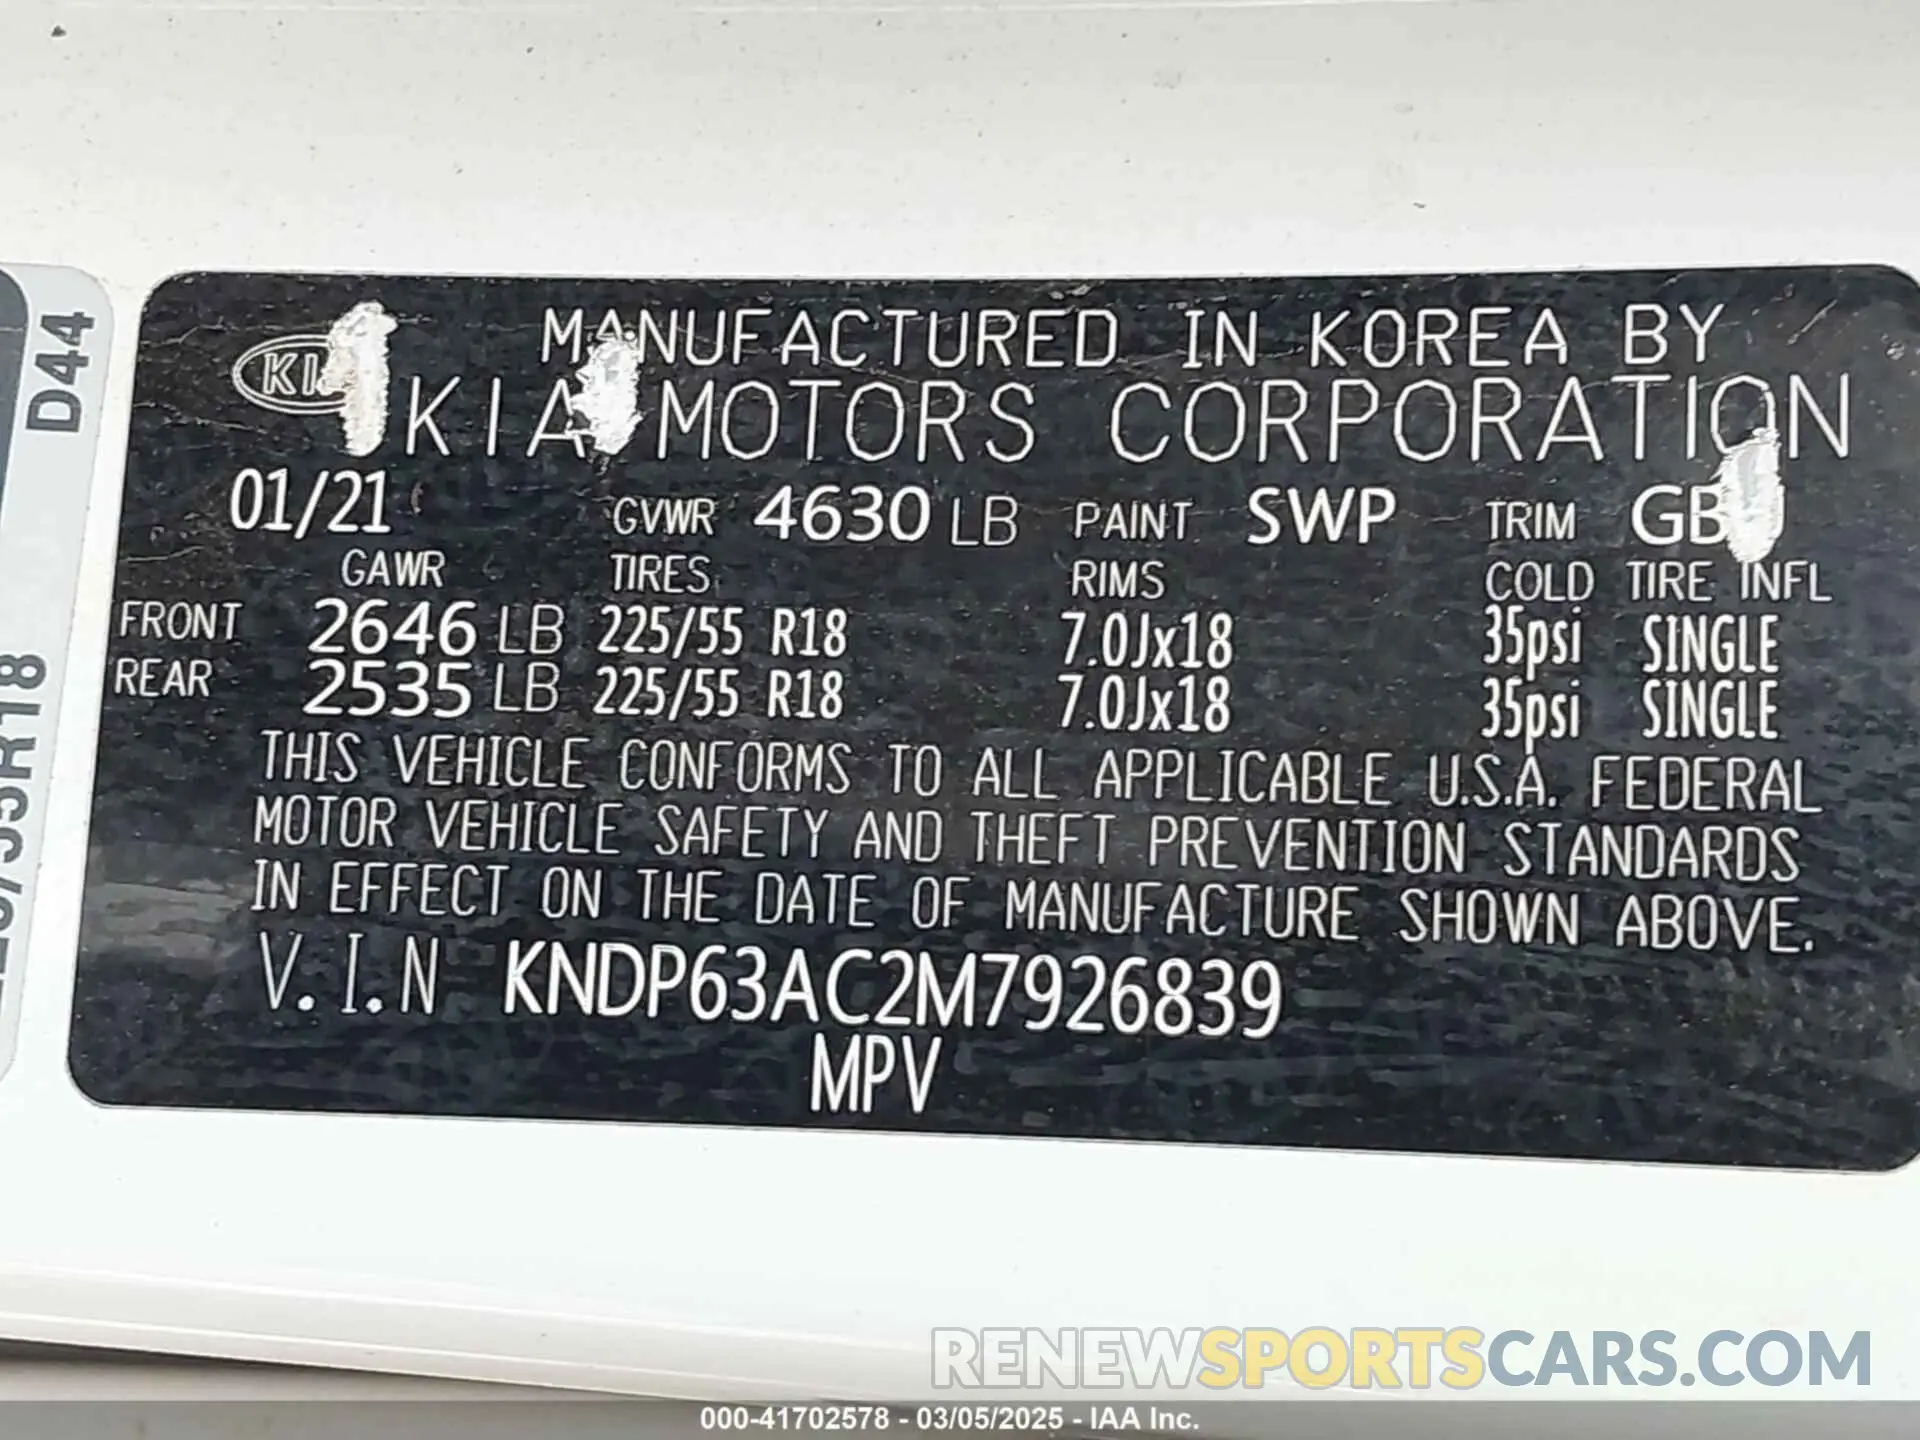 D44
KIA
MANUFACTURED IN KOREA BY
KIA MOTORS CORPORATION
01/21 GVWR 4630 LB PAINT SWP TRIM
GAWR TIRES RIMS COLD TIRE INFL
FRONT 2646 LB 225/55 R18 7.0Jx18 35psi SINGLE
REAR 2535 LB 225/55 R18 7.0Jx18 35psi SINGLE
THIS VEHICLE CONFORMS TO ALL APPLICABLE U.S.A. FEDERAL
MOTOR VEHICLE SAFETY AND THEFT PREVENTION STANDARDS
IN EFFECT ON THE DATE OF MANUFACTURE SHOWN ABOVE.
V.I.N KNDP63AC2M7926839
MPV
RENEWSPORTSCARS.COM
000-41702578 - 03/05/2025 - IAA Inc.